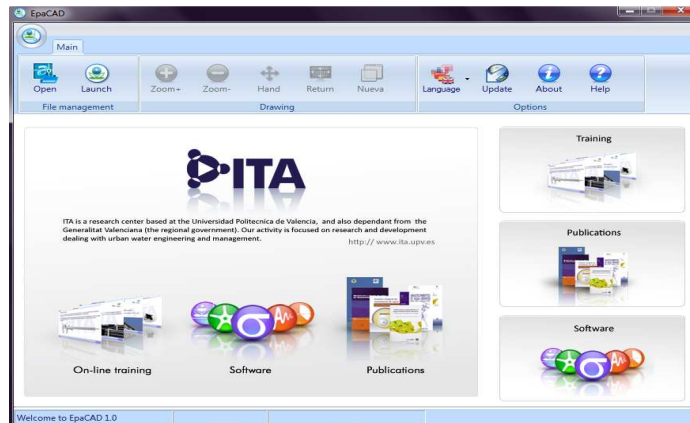 EpaCAD
Main
Open
Launch
Zoom+
Zoom-
Hand
Return
Nueva
Language
Update
About
Help
File management
Drawing
Options
ITA
ITA is a research center based at the Universidad Politecnica de Valencia, and also dependant from the
Generalitat Valenciana (the regional government). Our activity is focused on research and development
dealing with urban water engineering and management.
http:// www.ita.upv.es
On-line training
Software
Publications
Training
Publications
Software
Welcome to EpaCAD 1.0